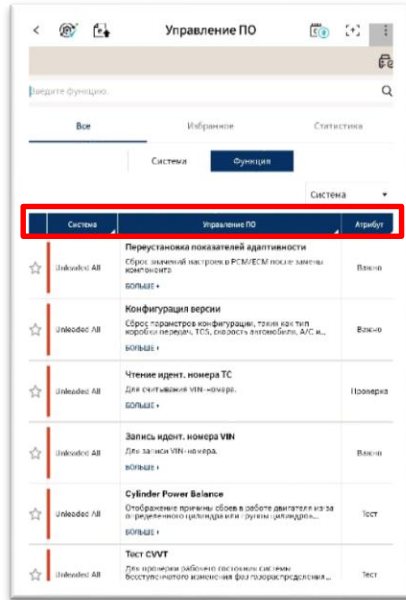 Управление ПО
Введите функцию.
Все Избранное Статистика
Система Функция
Система
Система Управление ПО Атрибут
Переустановка показателей адаптивности
Unleaded All Сброс значений настроек в PCM/ECM после замены Важно
компонента
БОЛЬШЕ
Конфигурация версии
Unleaded All Сброс параметров конфигурации, таких как тип Важно
коробки передач, TCS, скорость автомобиля, A/C и...
БОЛЬШЕ
Чтение идент. номера ТС
Unleaded All Для считывания VIN-номера. Проверка
БОЛЬШЕ
Запись идент. номера VIN
Unleaded All Для записи VIN-номера. Важно
БОЛЬШЕ
Cylinder Power Balance
Unleaded All Отображение причины сбоев в работе двигателя из-за Тест
определенного цилиндра или группы цилиндров...
БОЛЬШЕ
Тест CVVT
Unleaded All Для проверки рабочего состояния системы Тест
бесступенчатого изменения фаз газораспределения...